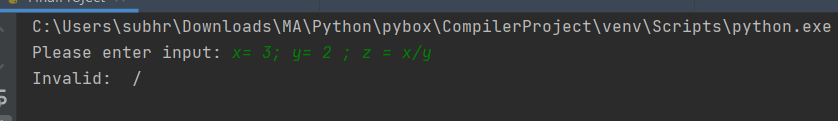 C:\Users\subhr\Downloads\MA\Python\pybox\CompilerProject\venv\Scripts\python.exe
Please enter input: x= 3; y= 2 ; z = x/y
Invalid:  /